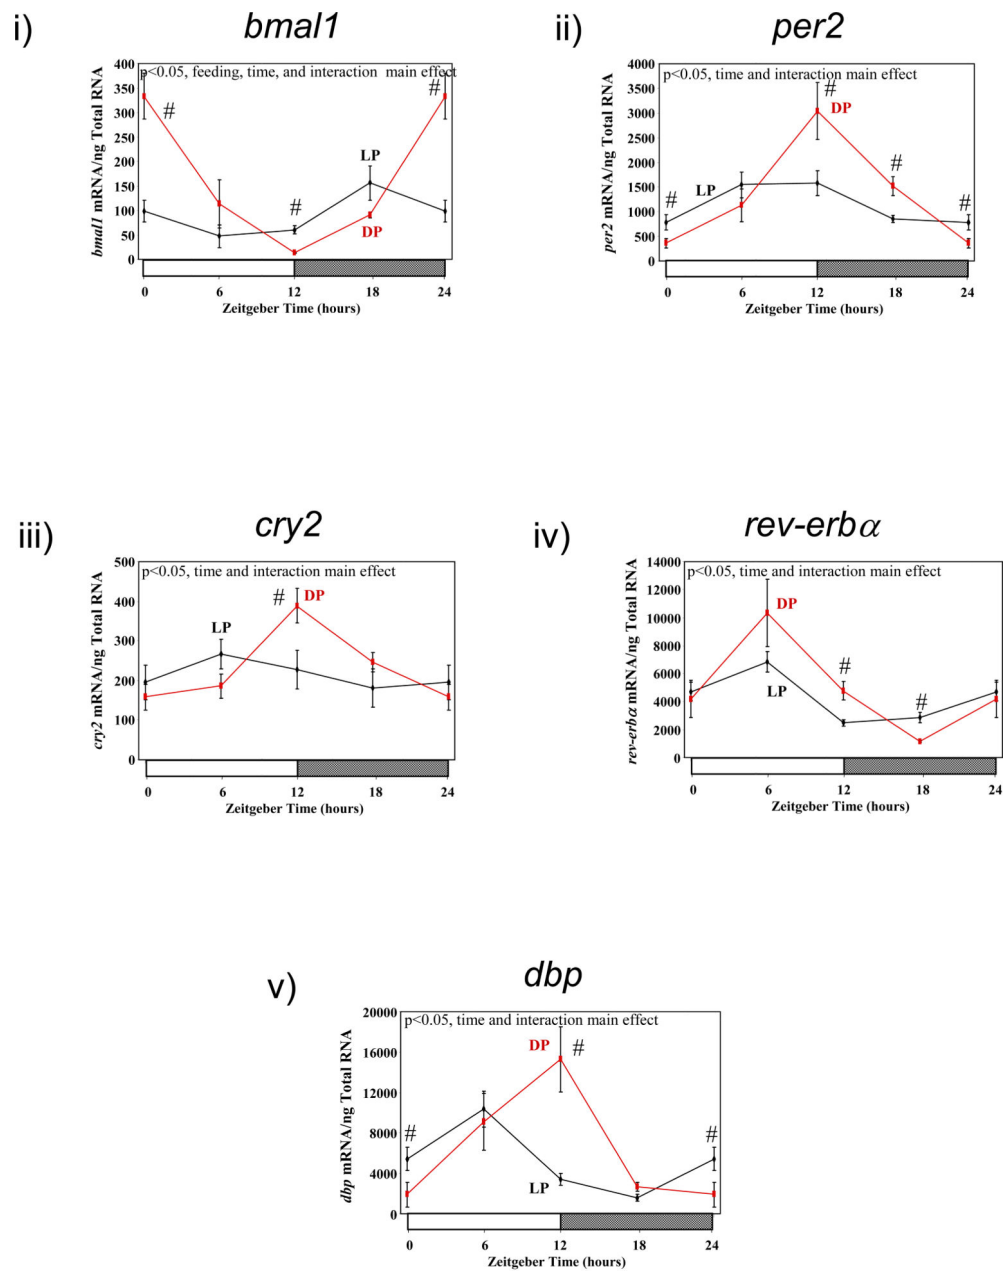 i)
bmal1
p<0.05, feeding, time, and interaction  main effect
bmal1 mRNA/ng Total RNA
400
350
300
250
200
150
100
50
0
#
#
#
LP
DP
0 6 12 18 24
Zeitgeber Time (hours)
ii)
per2
p<0.05, time and interaction main effect
per2 mRNA/ng Total RNA
4000
3500
3000
2500
2000
1500
1000
500
0
#
#
#
#
DP
LP
0 6 12 18 24
Zeitgeber Time (hours)
iii)
cry2
p<0.05, time and interaction main effect
cry2 mRNA/ng Total RNA
500
400
300
200
100
0
#
DP
LP
0 6 12 18 24
Zeitgeber Time (hours)
iv)
rev-erbα
p<0.05, time and interaction main effect
rev-erbα mRNA/ng Total RNA
14000
12000
10000
8000
6000
4000
2000
0
DP
LP
#
#
0 6 12 18 24
Zeitgeber Time (hours)
v)
dbp
p<0.05, time and interaction main effect
dbp mRNA/ng Total RNA
20000
16000
12000
8000
4000
0
DP
#
#
#
LP
0 6 12 18 24
Zeitgeber Time (hours)